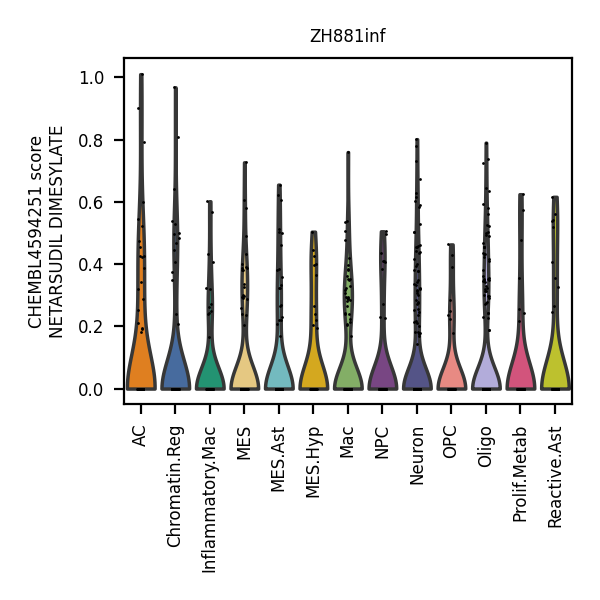 ZH881inf
CHEMBL4594251 score
NETARSUDIL DIMESYLATE
1.0
0.8
0.6
0.4
0.2
0.0
AC
Chromatin.Reg
Inflammatory.Mac
MES
MES.Ast
MES.Hyp
Mac
NPC
Neuron
OPC
Oligo
Prolif.Metab
Reactive.Ast